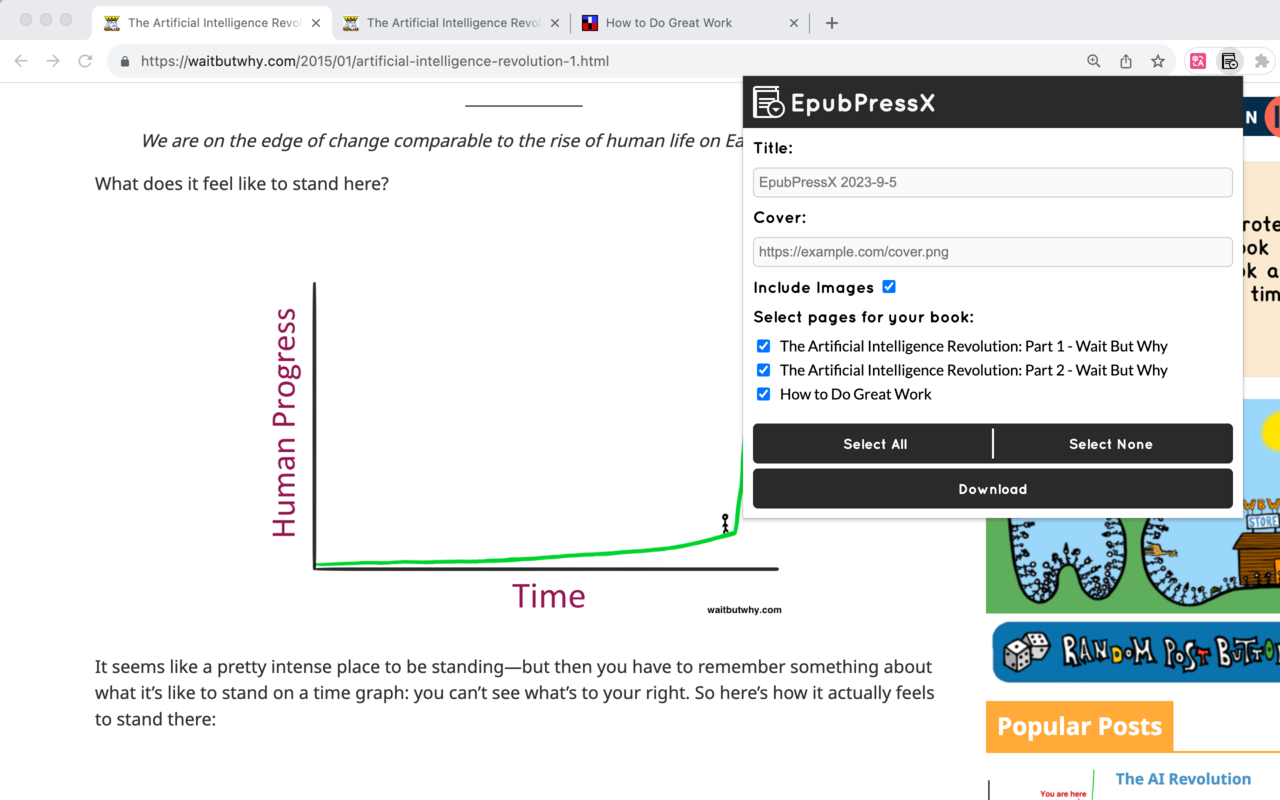 The Artificial Intelligence Revol
The Artificial Intelligence Revol
How to Do Great Work
https://waitbutwhy.com/2015/01/artificial-intelligence-revolution-1.html
We are on the edge of change comparable to the rise of human life on Ea
What does it feel like to stand here?
Human Progress
Time
waitbutwhy.com
It seems like a pretty intense place to be standing—but then you have to remember something about
what it’s like to stand on a time graph: you can’t see what’s to your right. So here’s how it actually feels
to stand there:
EpubPressX
Title:
EpubPressX 2023-9-5
Cover:
https://example.com/cover.png
Include Images
Select pages for your book:
The Artificial Intelligence Revolution: Part 1 - Wait But Why
The Artificial Intelligence Revolution: Part 2 - Wait But Why
How to Do Great Work
Select All
Select None
Download
N
rote
ook
k a
tim
WBW
STORE
RANDOM POST BUTTO
Popular Posts
The AI Revolution
You are here